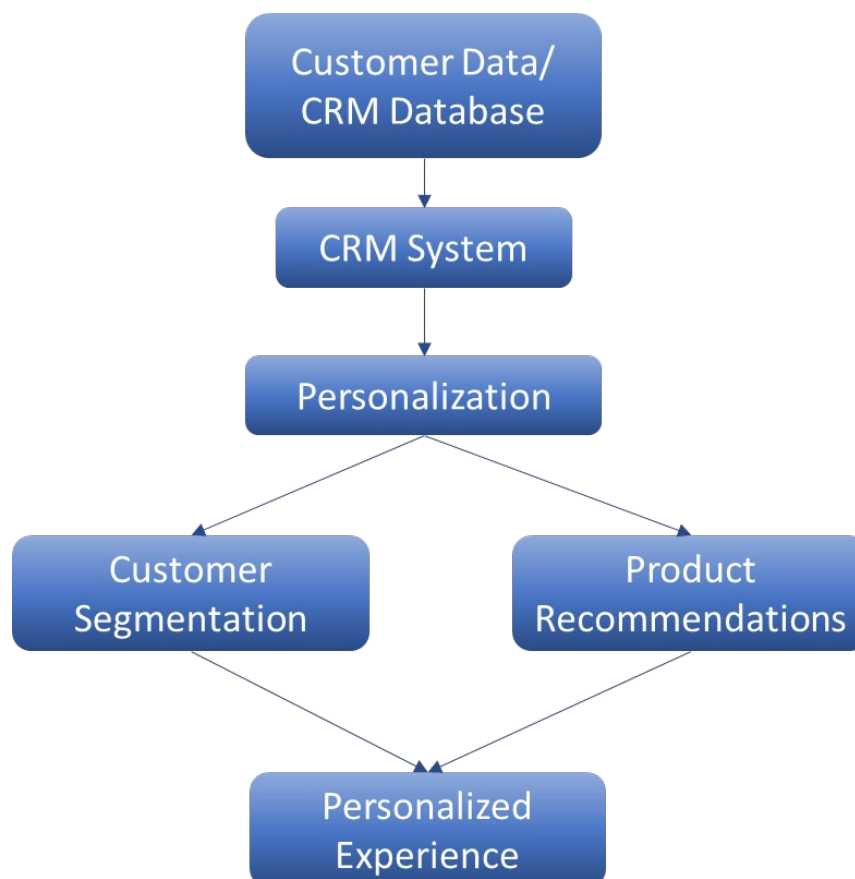 Customer Data/
CRM Database
CRM System
Personalization
Customer
Segmentation
Product
Recommendations
Personalized
Experience